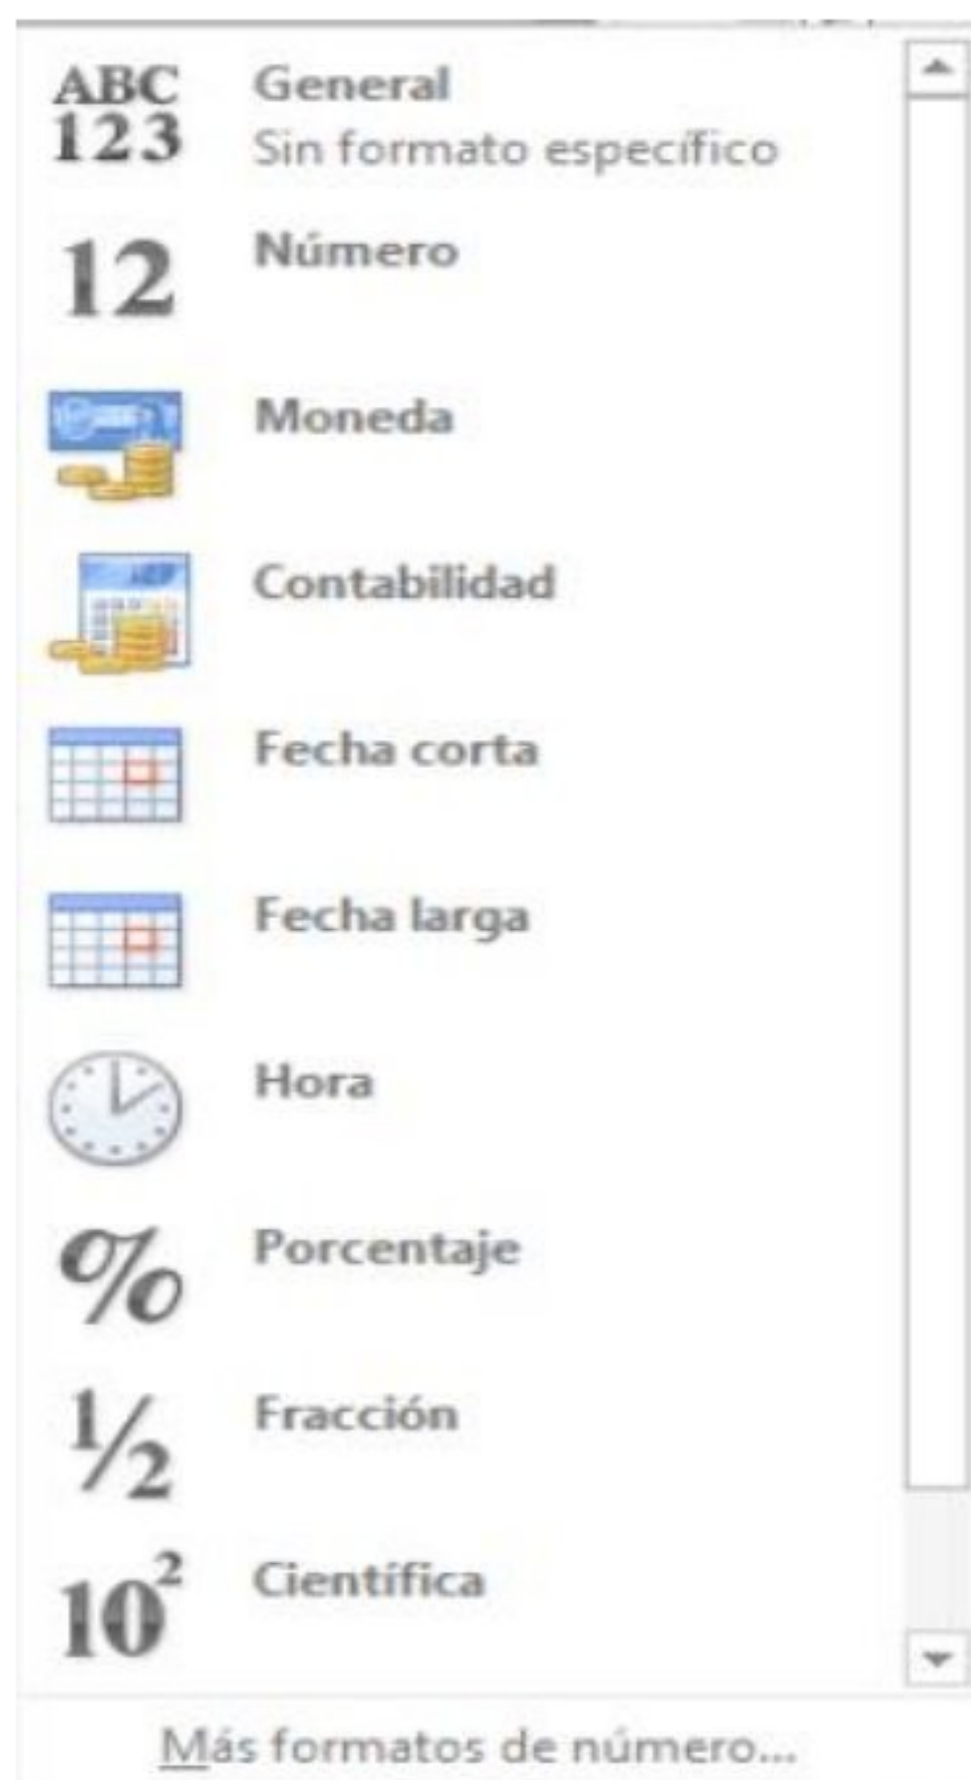 ABC
123
General
Sin formato específico
12
Número
Moneda
Contabilidad
Fecha corta
Fecha larga
Hora
%
Porcentaje
½
Fracción
10²
Científica
Más formatos de número...